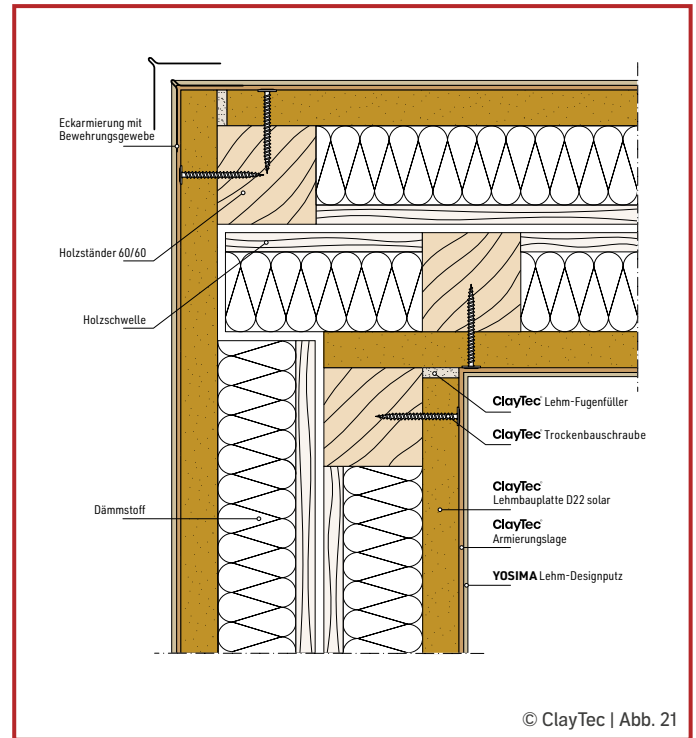 Eckarmierung mit
Bewehrungsgewebe
Holzständer 60/60
Holzschwelle
Dämmstoff
ClayTec® Lehm-Fugenfüller
ClayTec® Trockenbauschraube
ClayTec®
Lehmbauplatte D22 solar
ClayTec®
Armierungslage
YOSIMA Lehm-Designputz
© ClayTec | Abb. 21